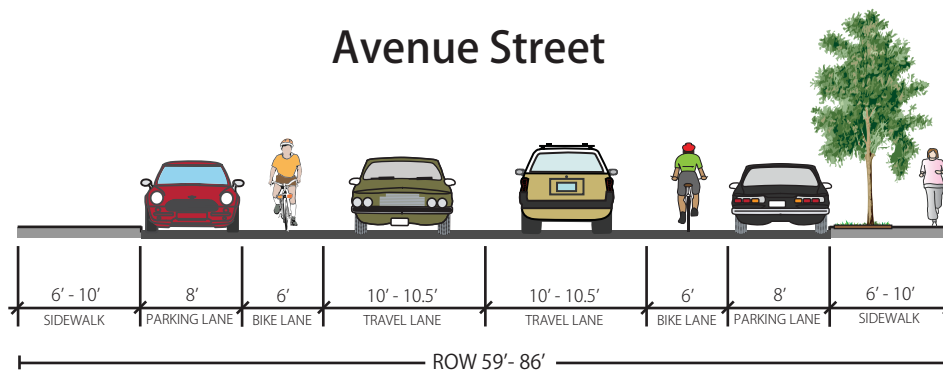 Avenue Street
6' - 10' 8' 6' 10' - 10.5' 10' - 10.5' 6' 8' 6' - 10'
SIDEWALK PARKING LANE BIKE LANE TRAVEL LANE TRAVEL LANE BIKE LANE PARKING LANE SIDEWALK
ROW 59'- 86'